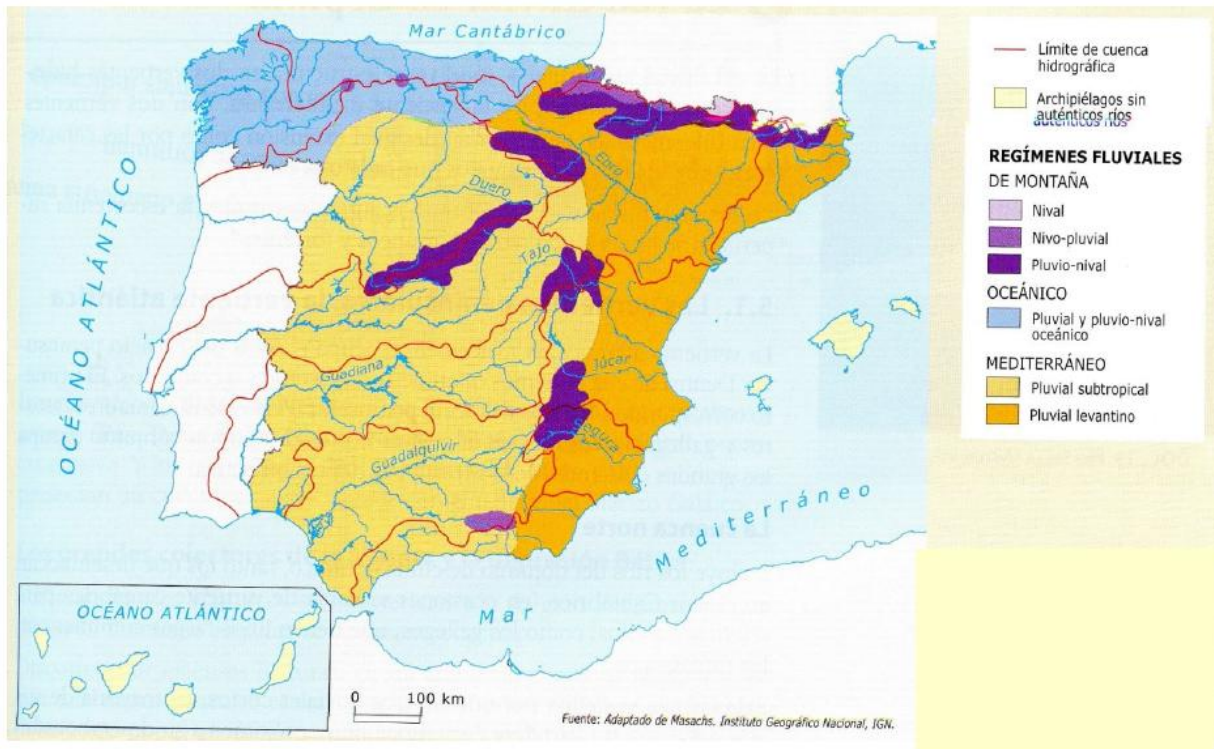 Mar Cantábrico
OCÉANO ATLÁNTICO
Miño
Duero
Ebro
Tajo
Guadiana
Júcar
Guadalquivir
Segura
Mar Mediterráneo
OCÉANO ATLÁNTICO
0 100 km
Fuente: Adaptado de Masachs. Instituto Geográfico Nacional, IGN.
Límite de cuenca
hidrográfica
Archipiélagos sin
auténticos ríos
REGÍMENES FLUVIALES
DE MONTAÑA
Nival
Nivo-pluvial
Pluvio-nival
OCEÁNICO
Pluvial y pluvio-nival
oceánico
MEDITERRÁNEO
Pluvial subtropical
Pluvial levantino